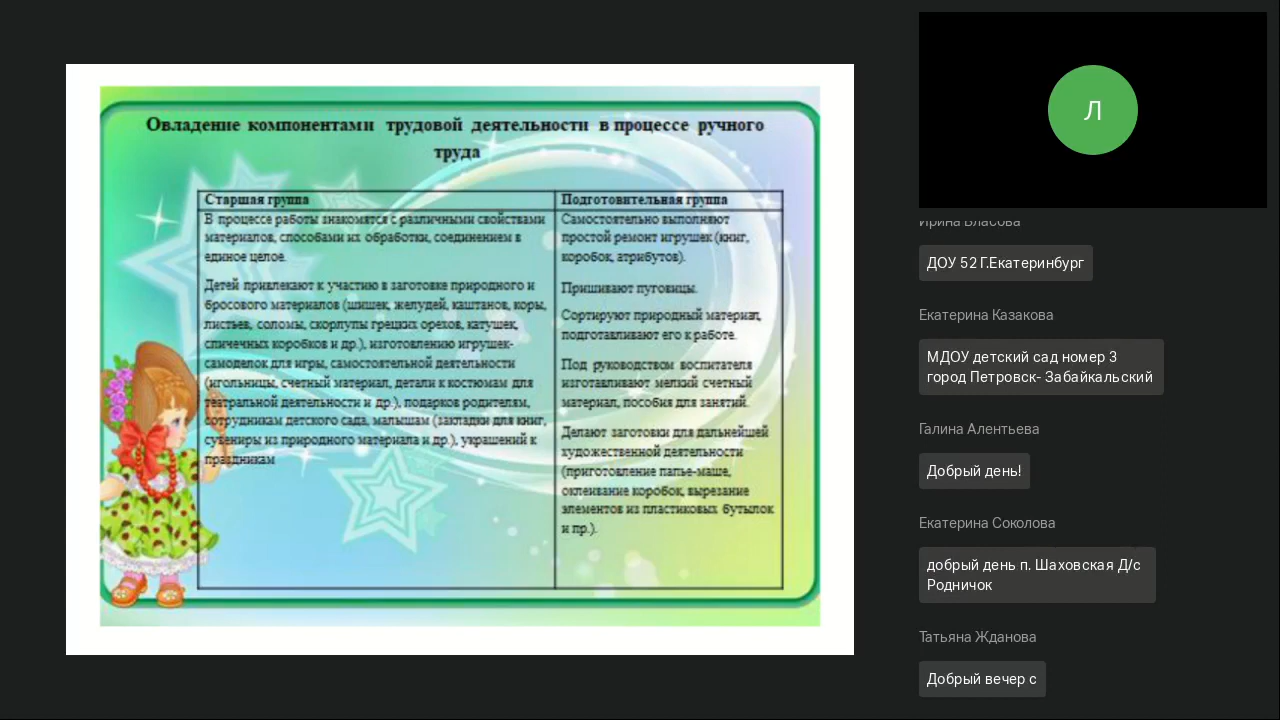 Овладение компонентами трудовой деятельности в процессе ручного
труда
Старшая группа
В процессе работы знакомятся с различными свойствами
материалов, способами их обработки, соединением в
единое целое.
Детей привлекают к участию в заготовке природного и
бросового материалов (шишек, желудей, каштанов, коры,
листьев, соломы, скорлупы грецких орехов, катушек,
спичечных коробков и др.), изготовлению игрушек-
самоделок для игры, самостоятельной деятельности
(игольницы, счетный материал, детали к костюмам для
театральной деятельности и др.), подарков родителям,
сотрудникам детского сада, малышам (закладки для книг,
сувениры из природного материала и др.), украшений к
праздникам
Подготовительная группа
Самостоятельно выполняют
простой ремонт игрушек (книг,
коробок, атрибутов).
Пришивают пуговицы.
Сортируют природный материал,
подготавливают его к работе.
Под руководством воспитателя
изготавливают мелкий счетный
материал, пособия для занятий.
Делают заготовки для дальнейшей
художественной деятельности
(приготовление папье-маше,
оклеивание коробок, вырезание
элементов из пластиковых бутылок
и пр.).
Л
Ирина Власова
ДОУ 52 Г.Екатеринбург
Екатерина Казакова
МДОУ детский сад номер 3
город Петровск- Забайкальский
Галина Алентьева
Добрый день!
Екатерина Соколова
добрый день п. Шаховская Д/с
Родничок
Татьяна Жданова
Добрый вечер с